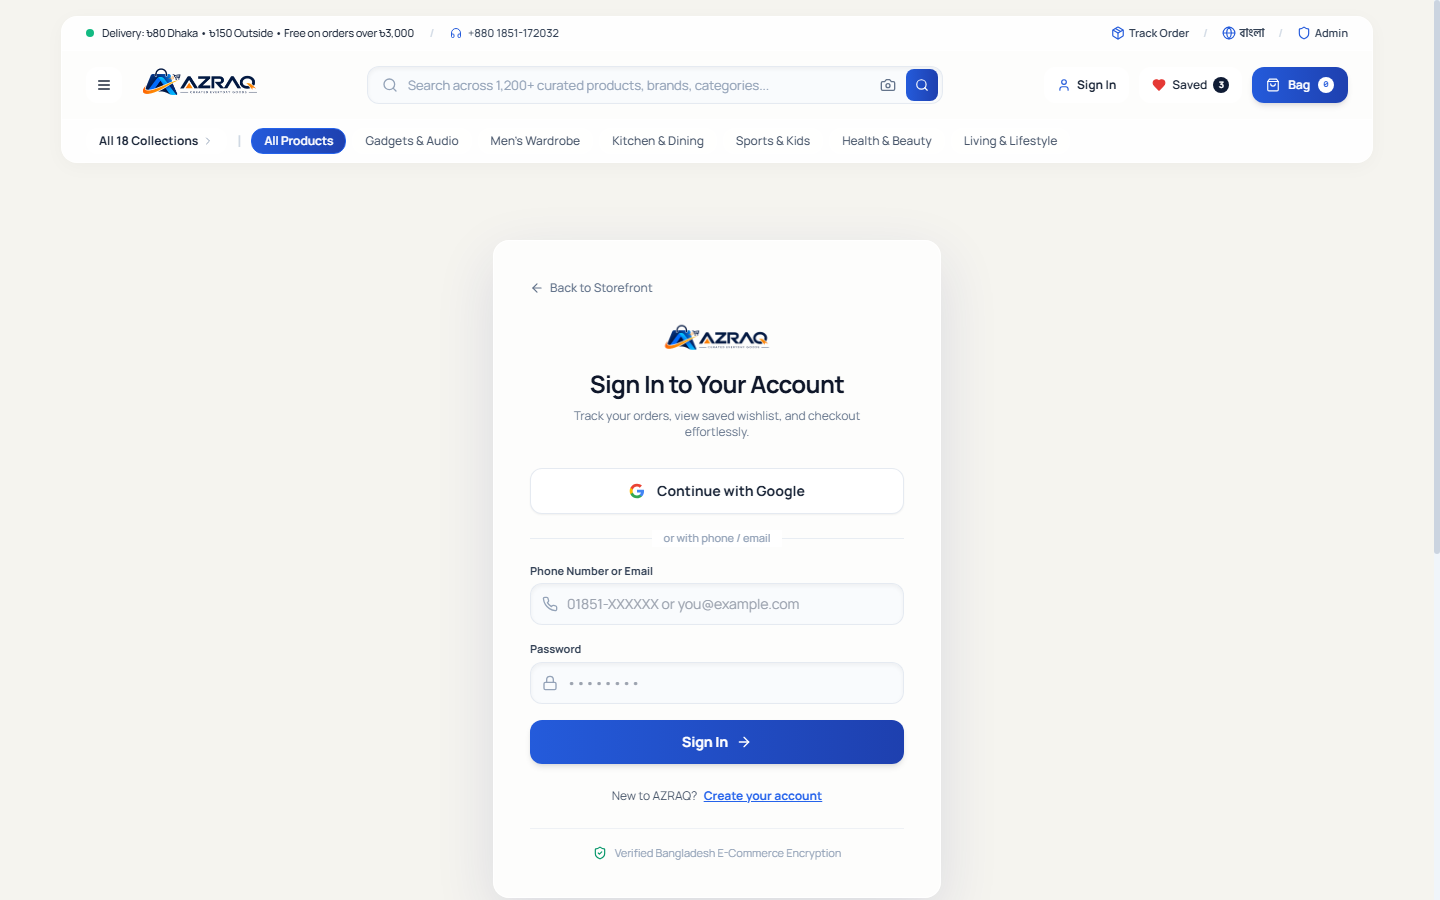 Delivery: ৳80 Dhaka • ৳150 Outside • Free on orders over ৳3,000 / +880 1851-172032
Track Order / বাংলা / Admin
AZRAQ
Search across 1,200+ curated products, brands, categories...
Sign In
Saved 3
Bag 0
All 18 Collections
All Products
Gadgets & Audio
Men's Wardrobe
Kitchen & Dining
Sports & Kids
Health & Beauty
Living & Lifestyle
Back to Storefront
AZRAQ
Sign In to Your Account
Track your orders, view saved wishlist, and checkout
effortlessly.
Continue with Google
or with phone / email
Phone Number or Email
01851-XXXXXX or you@example.com
Password
••••••••
Sign In
New to AZRAQ? Create your account
Verified Bangladesh E-Commerce Encryption